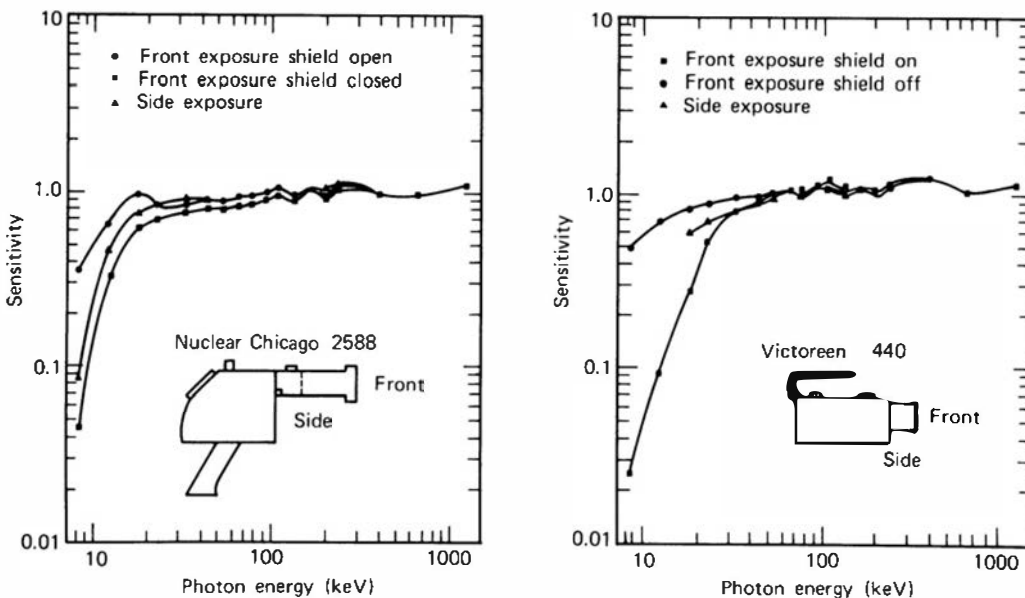 10
● Front exposure shield open
■ Front exposure shield closed
▲ Side exposure
1.0
Sensitivity
0.1
Nuclear Chicago 2588
Front
Side
0.01
10
100
1000
Photon energy (keV)
10
■ Front exposure shield on
● Front exposure shield off
▲ Side exposure
1.0
Sensitivity
0.1
Victoreen 440
Front
Side
0.01
10
100
1000
Photon energy (keV)